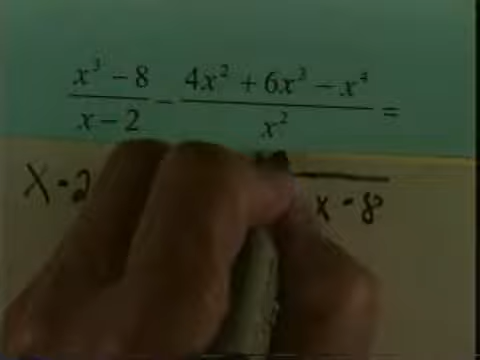 x³ - 8 / x - 2 - 4x² + 6x³ - x⁴ / x² =
x - 2 x - 8